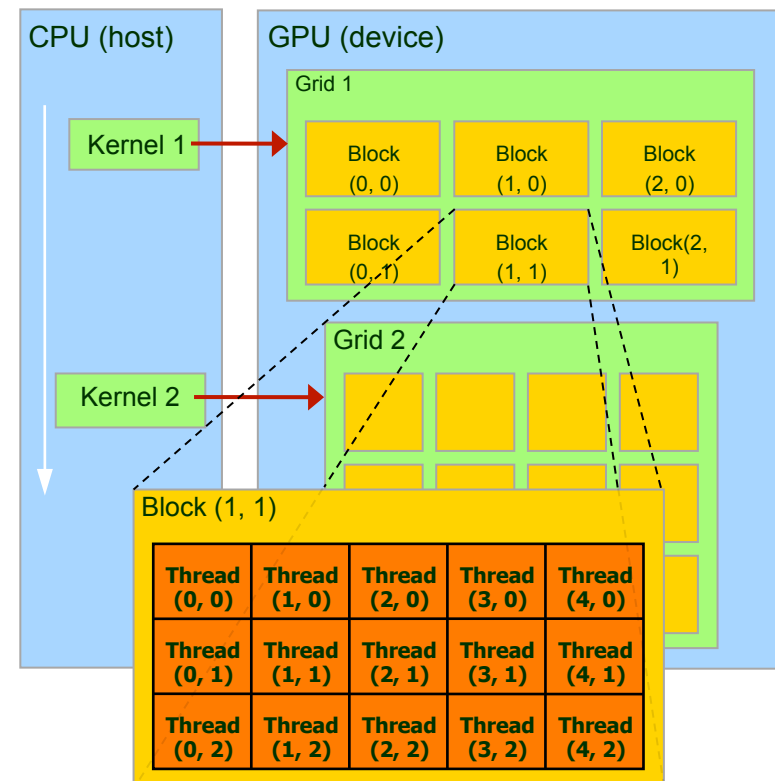 CPU (host)
GPU (device)
Grid 1
Kernel 1
Block
(0, 0)
Block
(1, 0)
Block
(2, 0)
Block
(0, 1)
Block
(1, 1)
Block(2,
1)
Grid 2
Kernel 2
Block (1, 1)
Thread
(0, 0)
Thread
(1, 0)
Thread
(2, 0)
Thread
(3, 0)
Thread
(4, 0)
Thread
(0, 1)
Thread
(1, 1)
Thread
(2, 1)
Thread
(3, 1)
Thread
(4, 1)
Thread
(0, 2)
Thread
(1, 2)
Thread
(2, 2)
Thread
(3, 2)
Thread
(4, 2)